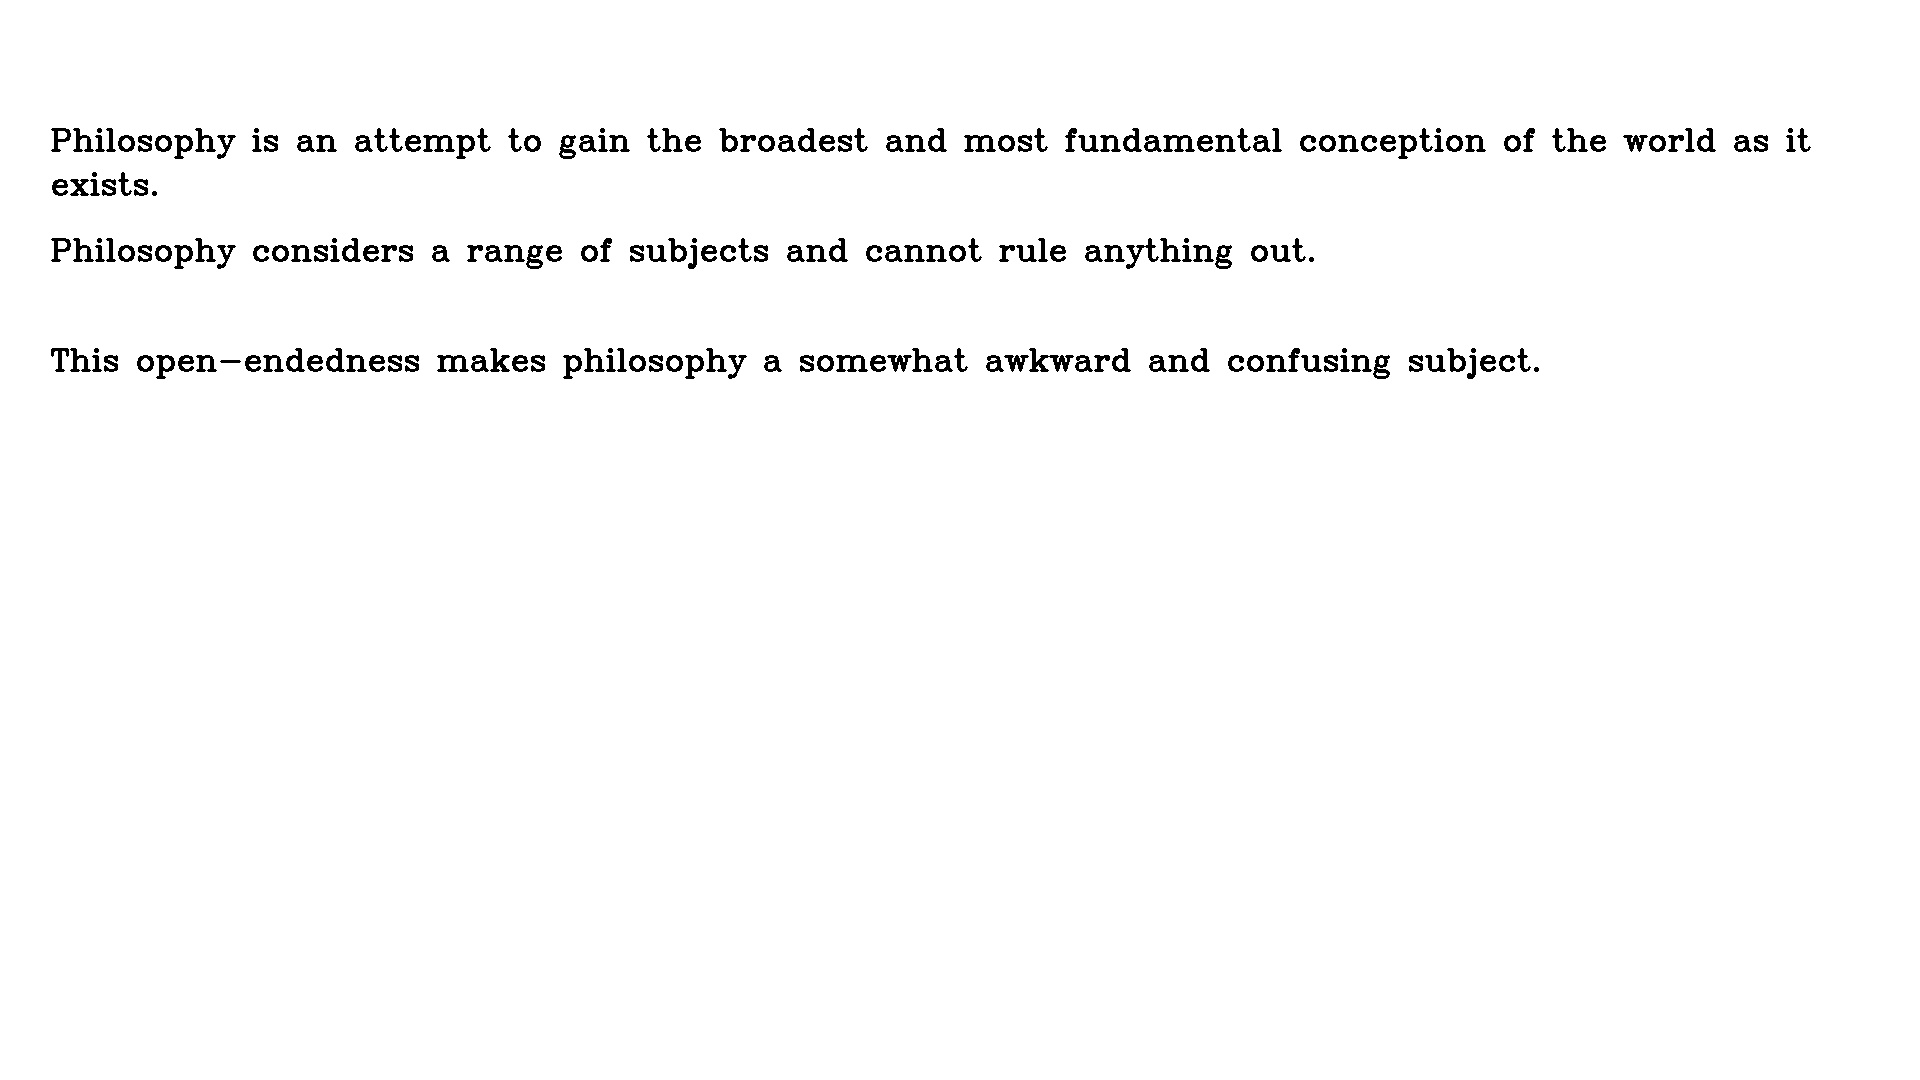 Philosophy is an attempt to gain the broadest and most fundamental conception of the world as it
exists.
Philosophy considers a range of subjects and cannot rule anything out.
This open-endedness makes philosophy a somewhat awkward and confusing subject.